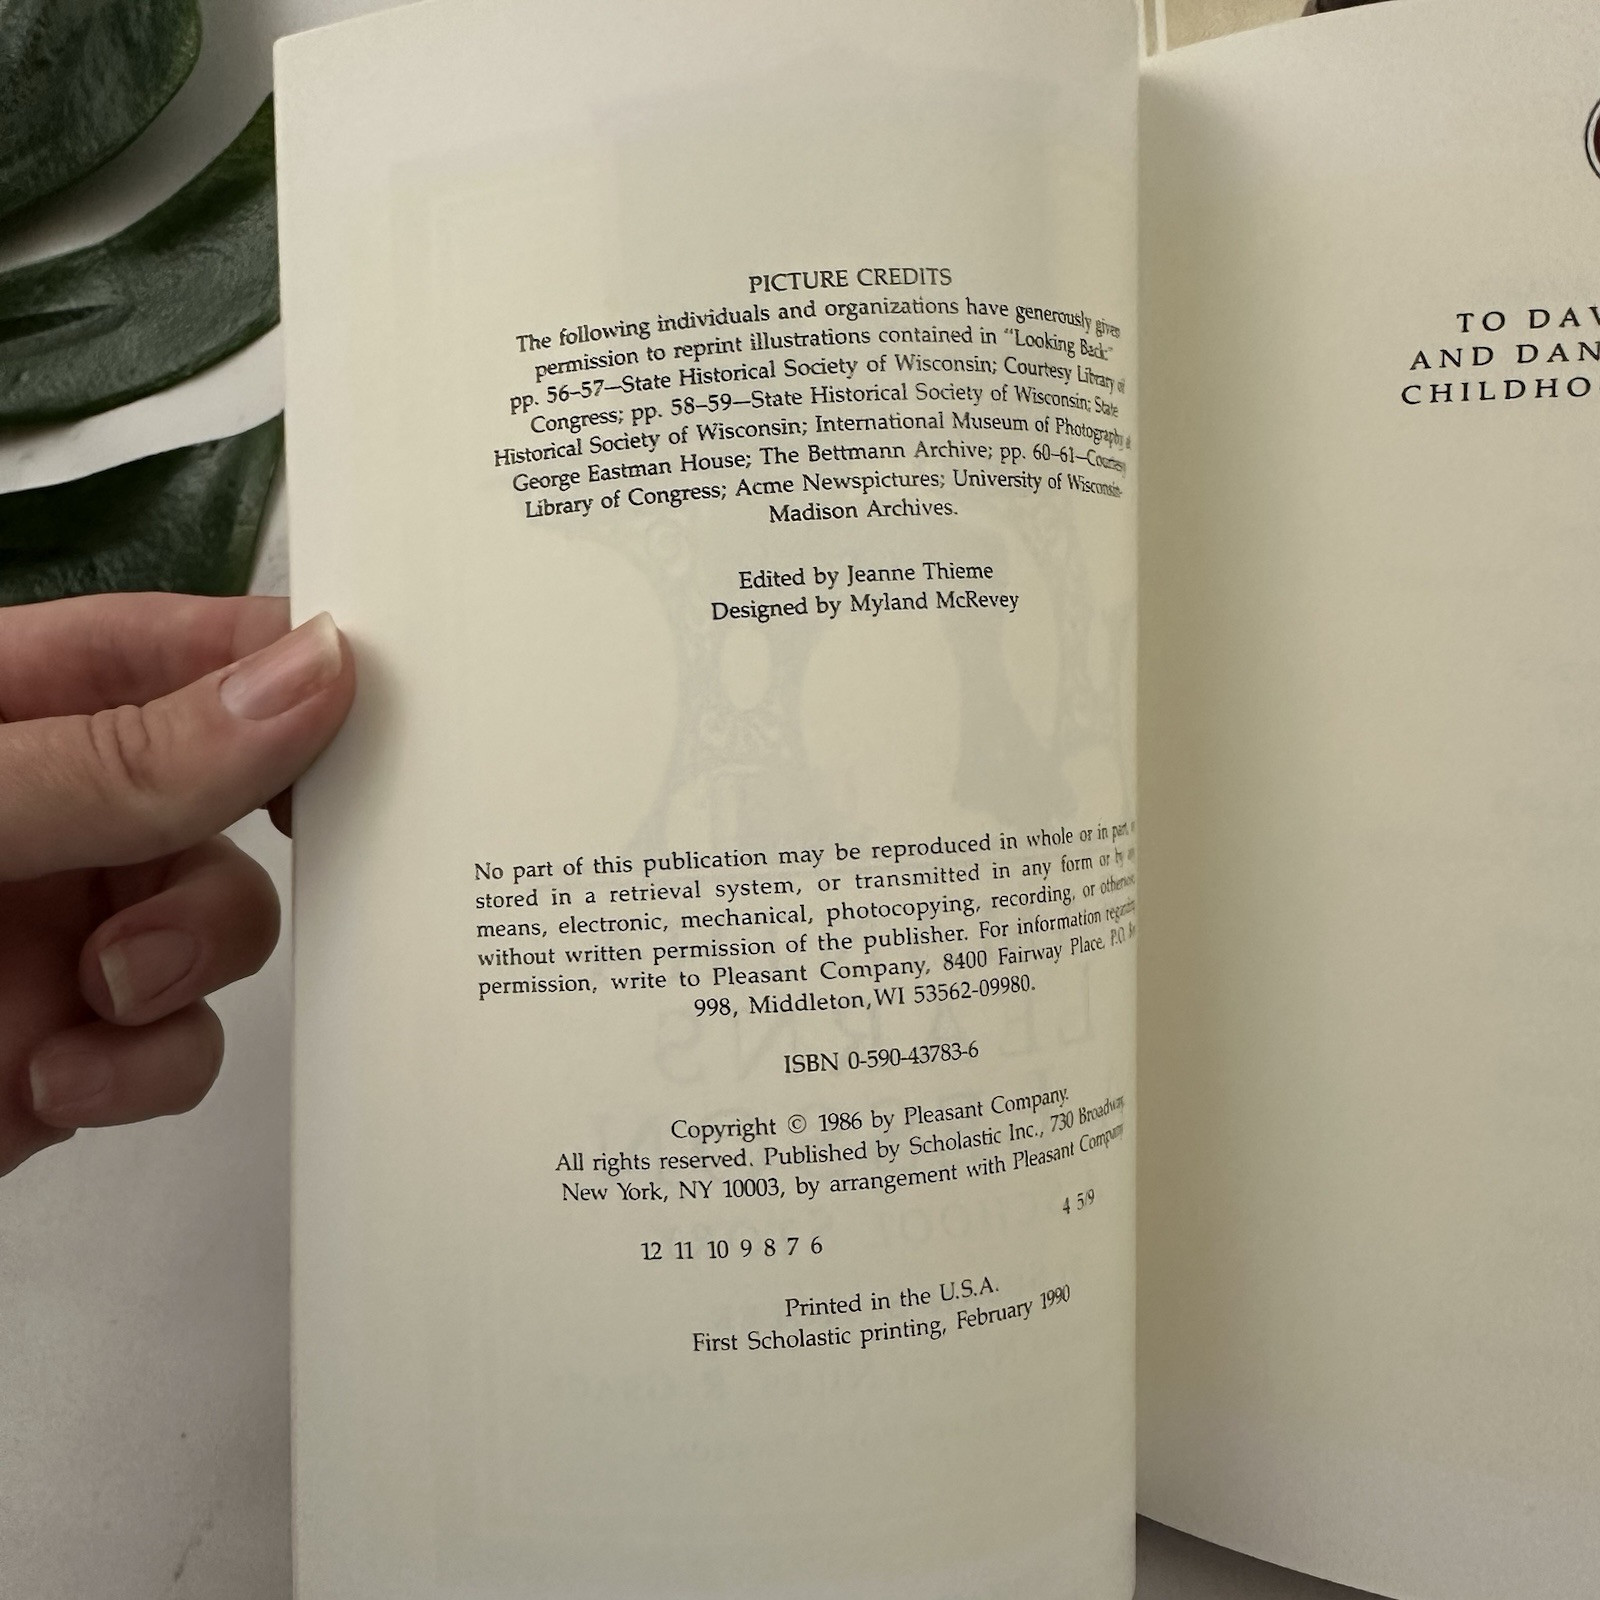 PICTURE CREDITS
The following individuals and organizations have generously given
permission to reprint illustrations contained in "Looking Back:"
pp. 56–57—State Historical Society of Wisconsin; Courtesy Library of
Congress; pp. 58–59—State Historical Society of Wisconsin; State
Historical Society of Wisconsin; International Museum of Photography at
George Eastman House; The Bettmann Archive; pp. 60–61—Courtesy
Library of Congress; Acme Newspictures; University of Wisconsin-
Madison Archives.
Edited by Jeanne Thieme
Designed by Myland McRevey
No part of this publication may be reproduced in whole or in part,
stored in a retrieval system, or transmitted in any form or by
means, electronic, mechanical, photocopying, recording, or otherwise,
without written permission of the publisher. For information regarding
permission, write to Pleasant Company, 8400 Fairway Place, P.O.
998, Middleton, WI 53562-09980.
ISBN 0-590-43783-6
Copyright © 1986 by Pleasant Company.
All rights reserved. Published by Scholastic Inc., 730 Broadway,
New York, NY 10003, by arrangement with Pleasant Company
12 11 10 9 8 7 6 4 5/9
Printed in the U.S.A.
First Scholastic printing, February 1990
TO DAV
AND DAN
CHILDHO